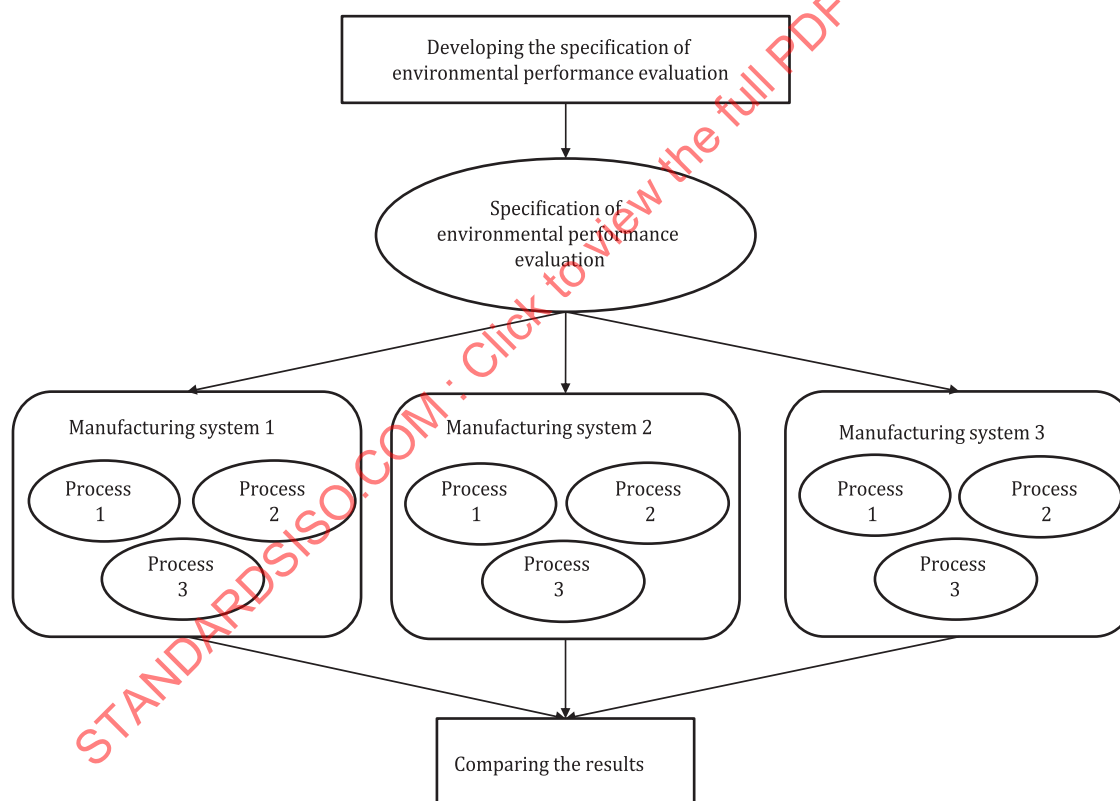 Developing the specification of
environmental performance evaluation
Specification of
environmental performance
evaluation
Manufacturing system 1
Process
1
Process
2
Process
3
Manufacturing system 2
Process
1
Process
2
Process
3
Manufacturing system 3
Process
1
Process
2
Process
3
Comparing the results
STANDARDSISO.COM : Click to view the full PDF